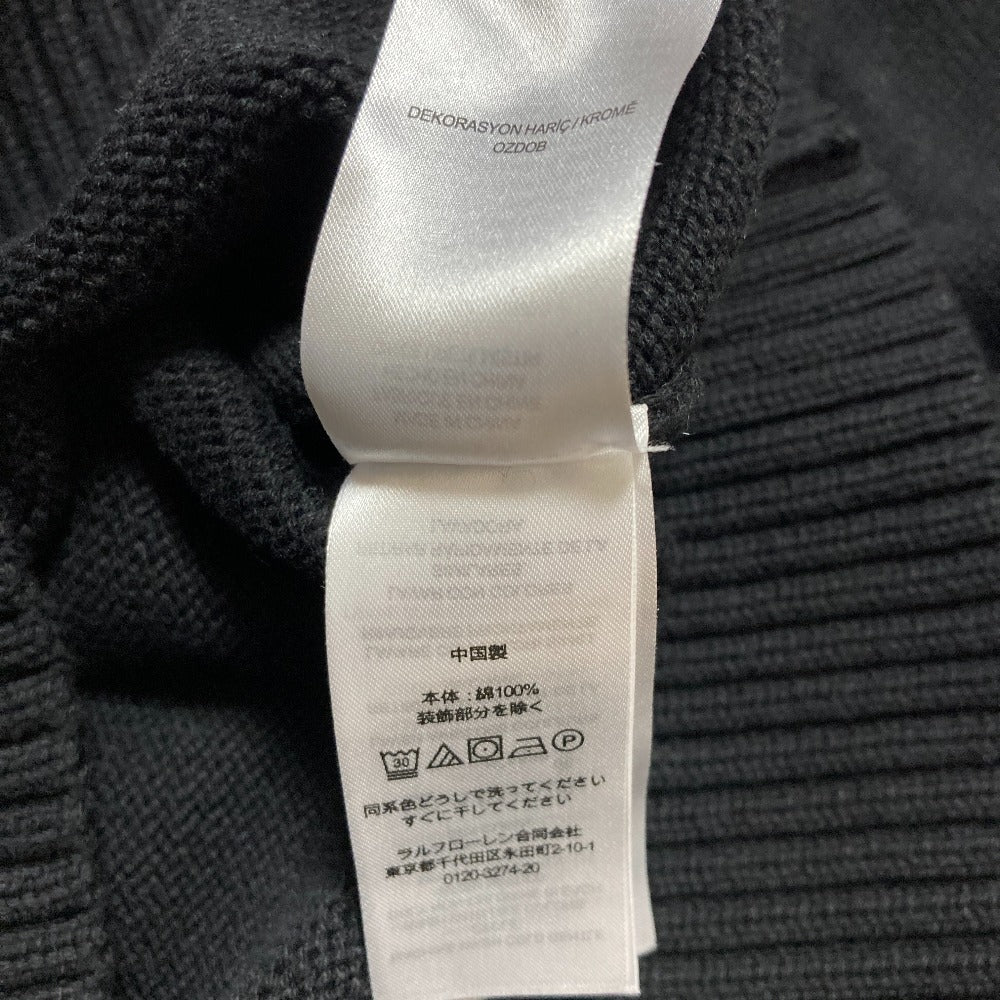 DEKORASYON HARİÇ / KROMĚ
OZDOB
中国製
本体 : 綿100%
装飾部分を除く
30 P
同系色どうしで洗ってください
すぐに干してください
ラルフローレン合同会社
東京都千代田区永田町2-10-1
0120-3274-20